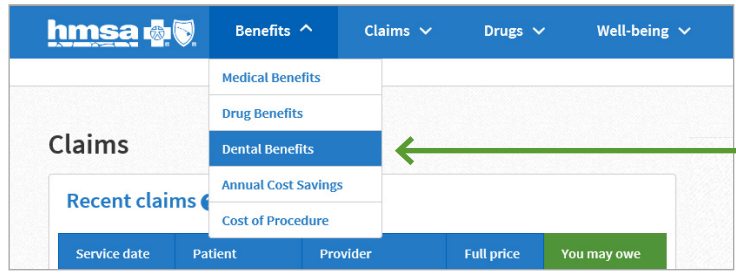 hmsa Benefits Claims Drugs Well-being
Medical Benefits
Drug Benefits
Claims
Dental Benefits
Annual Cost Savings
Recent claims
Cost of Procedure
Service date Patient Provider Full price You may owe